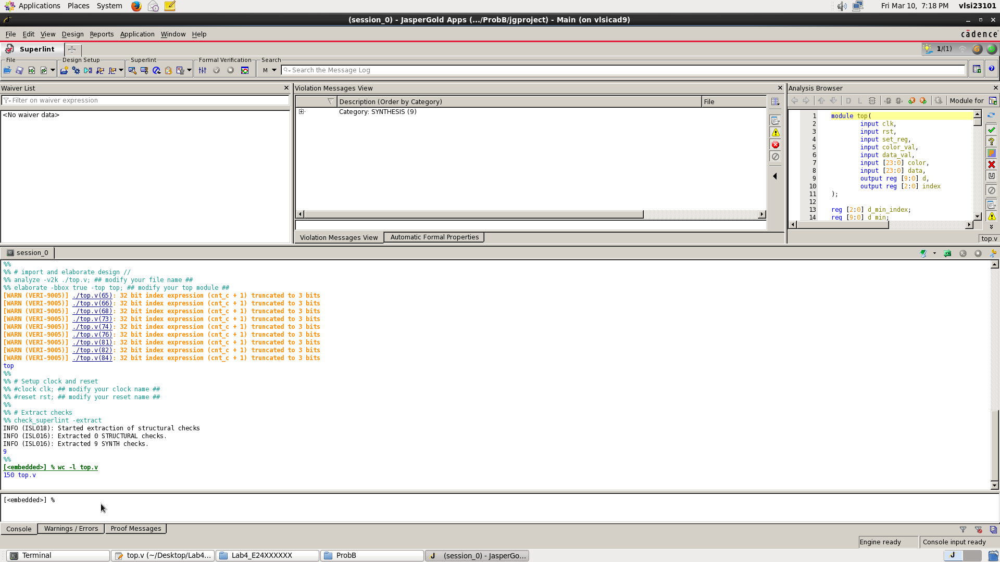 Applications Places System Fri Mar 10, 7:18 PM vlsi23101
(session_0) - JasperGold Apps (.../ProbB/jgproject) - Main (on vlsicad9)
File Edit View Design Reports Application Window Help cādence
Superlint 1/(1)
File Design Setup Superlint Formal Verification Search
M Search the Message Log
Waiver List
Filter on waiver expression
<No waiver data>
Violation Messages View
Description (Order by Category) File
Category: SYNTHESIS (9)
Violation Messages View Automatic Formal Properties
Analysis Browser
D L Module for
1 module top(
2 input clk,
3 input rst,
4 input set_reg,
5 input color_val,
6 input data_val,
7 input [23:0] color,
8 input [23:0] data,
9 output reg [9:0] d,
10 output reg [2:0] index
11 );
12
13 reg [2:0] d_min_index;
14 reg [9:0] d_min;
top.v
session_0
%%
%% # import and elaborate design //
%% analyze -v2k ./top.v; ## modify your file name ##
%% elaborate -bbox true -top top; ## modify your top module ##
[WARN (VERI-9005)] ./top.v(65): 32 bit index expression (cnt_c + 1) truncated to 3 bits
[WARN (VERI-9005)] ./top.v(66): 32 bit index expression (cnt_c + 1) truncated to 3 bits
[WARN (VERI-9005)] ./top.v(68): 32 bit index expression (cnt_c + 1) truncated to 3 bits
[WARN (VERI-9005)] ./top.v(73): 32 bit index expression (cnt_c + 1) truncated to 3 bits
[WARN (VERI-9005)] ./top.v(74): 32 bit index expression (cnt_c + 1) truncated to 3 bits
[WARN (VERI-9005)] ./top.v(76): 32 bit index expression (cnt_c + 1) truncated to 3 bits
[WARN (VERI-9005)] ./top.v(81): 32 bit index expression (cnt_c + 1) truncated to 3 bits
[WARN (VERI-9005)] ./top.v(82): 32 bit index expression (cnt_c + 1) truncated to 3 bits
[WARN (VERI-9005)] ./top.v(84): 32 bit index expression (cnt_c + 1) truncated to 3 bits
top
%%
%% # Setup clock and reset
%% #clock clk; ## modify your clock name ##
%% #reset rst; ## modify your reset name ##
%%
%% # Extract checks
%% check_superlint -extract
INFO (ISL018): Started extraction of structural checks
INFO (ISL016): Extracted 0 STRUCTURAL checks.
INFO (ISL016): Extracted 9 SYNTH checks.
9
%%
[<embedded>] % wc -l top.v
150 top.v
[<embedded>] %
Console Warnings / Errors Proof Messages
Engine ready Console input ready
Terminal top.v (~/Desktop/Lab4... Lab4_E24XXXXXX ProbB (session_0) - JasperGo...